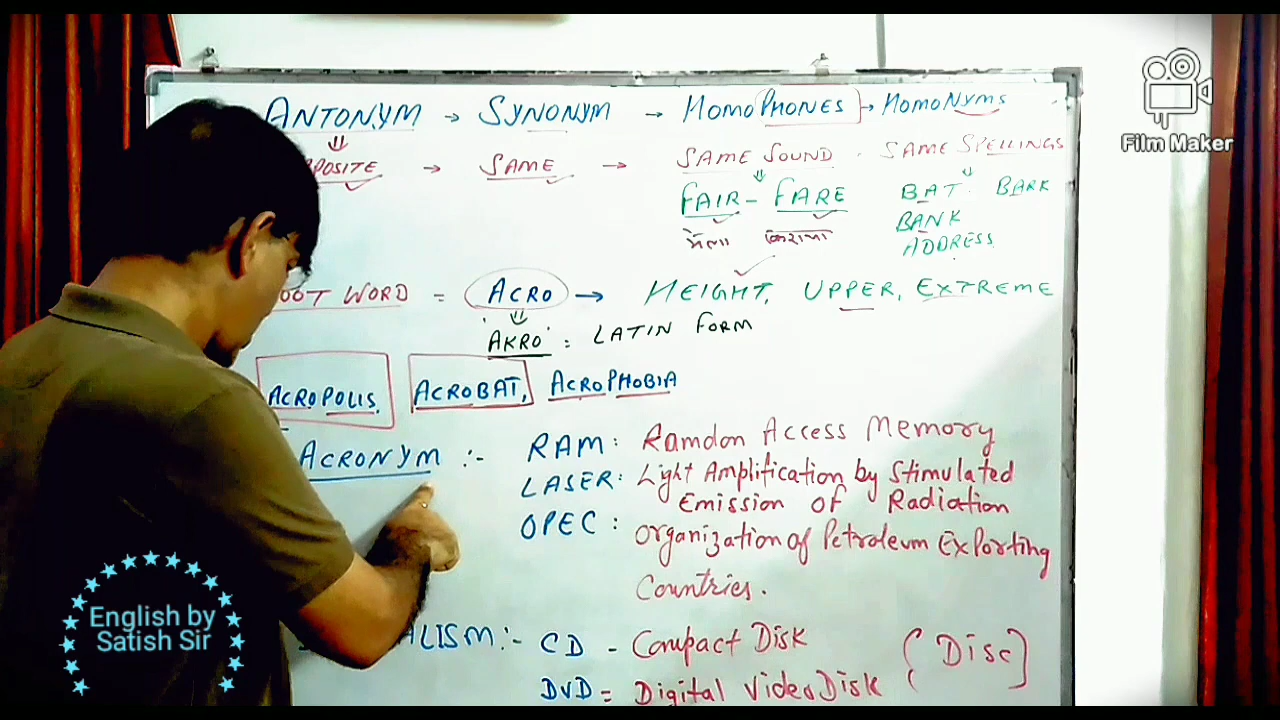 ANTONYM → SYNONYM → HOMOPHONES → HOMONYMS
⇓
POSITE → SAME → SAME SOUND . SAME SPELLINGS
⇓ ⇓
FAIR - FARE BAT . BARK
मेला किराया BANK
ADDRESS
OOT WORD = ACRO → HEIGHT, UPPER, EXTREME
⇓
'AKRO' : LATIN FORM
ACROPOLIS, ACROBAT, ACROPHOBIA
ACRONYM :- RAM : Ramdon Access Memory
LASER : Light Amplification by Stimulated
Emission of Radiation
OPEC : Organization of Petroleum Exporting
Countries.
ALISM :- CD - Compact Disk (Disc)
DVD = Digital Video Disk
Film Maker
English by
Satish Sir